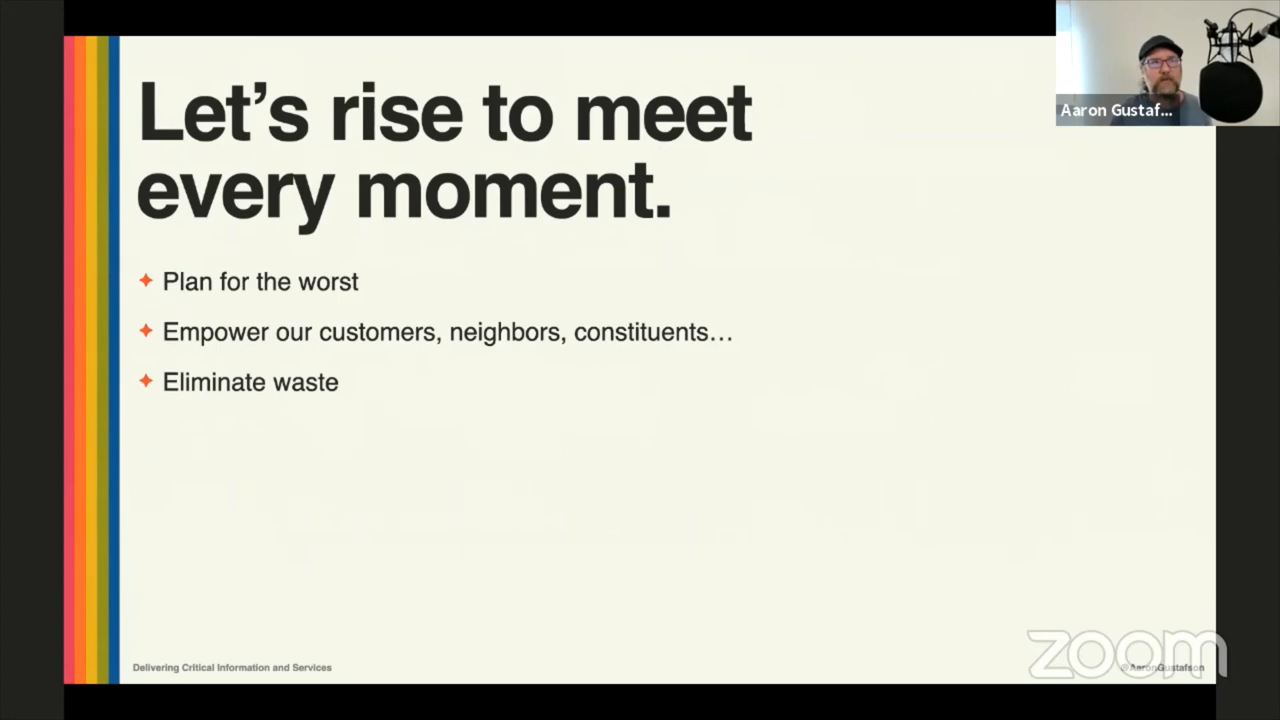 Let’s rise to meet
every moment.
Aaron Gustaf...
✦ Plan for the worst
✦ Empower our customers, neighbors, constituents…
✦ Eliminate waste
Delivering Critical Information and Services
@AaronGustafson
zoom